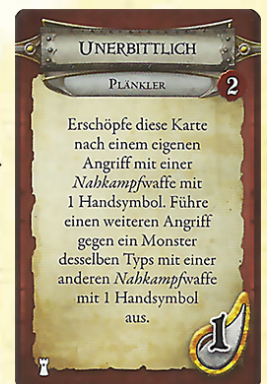 UNERBITTLICH
PLÄNKLER
2
Erschöpfe diese Karte
nach einem eigenen
Angriff mit einer
Nahkampfwaffe mit
1 Handsymbol. Führe
einen weiteren Angriff
gegen ein Monster
desselben Typs mit einer
anderen Nahkampfwaffe
mit 1 Handsymbol
aus.
1